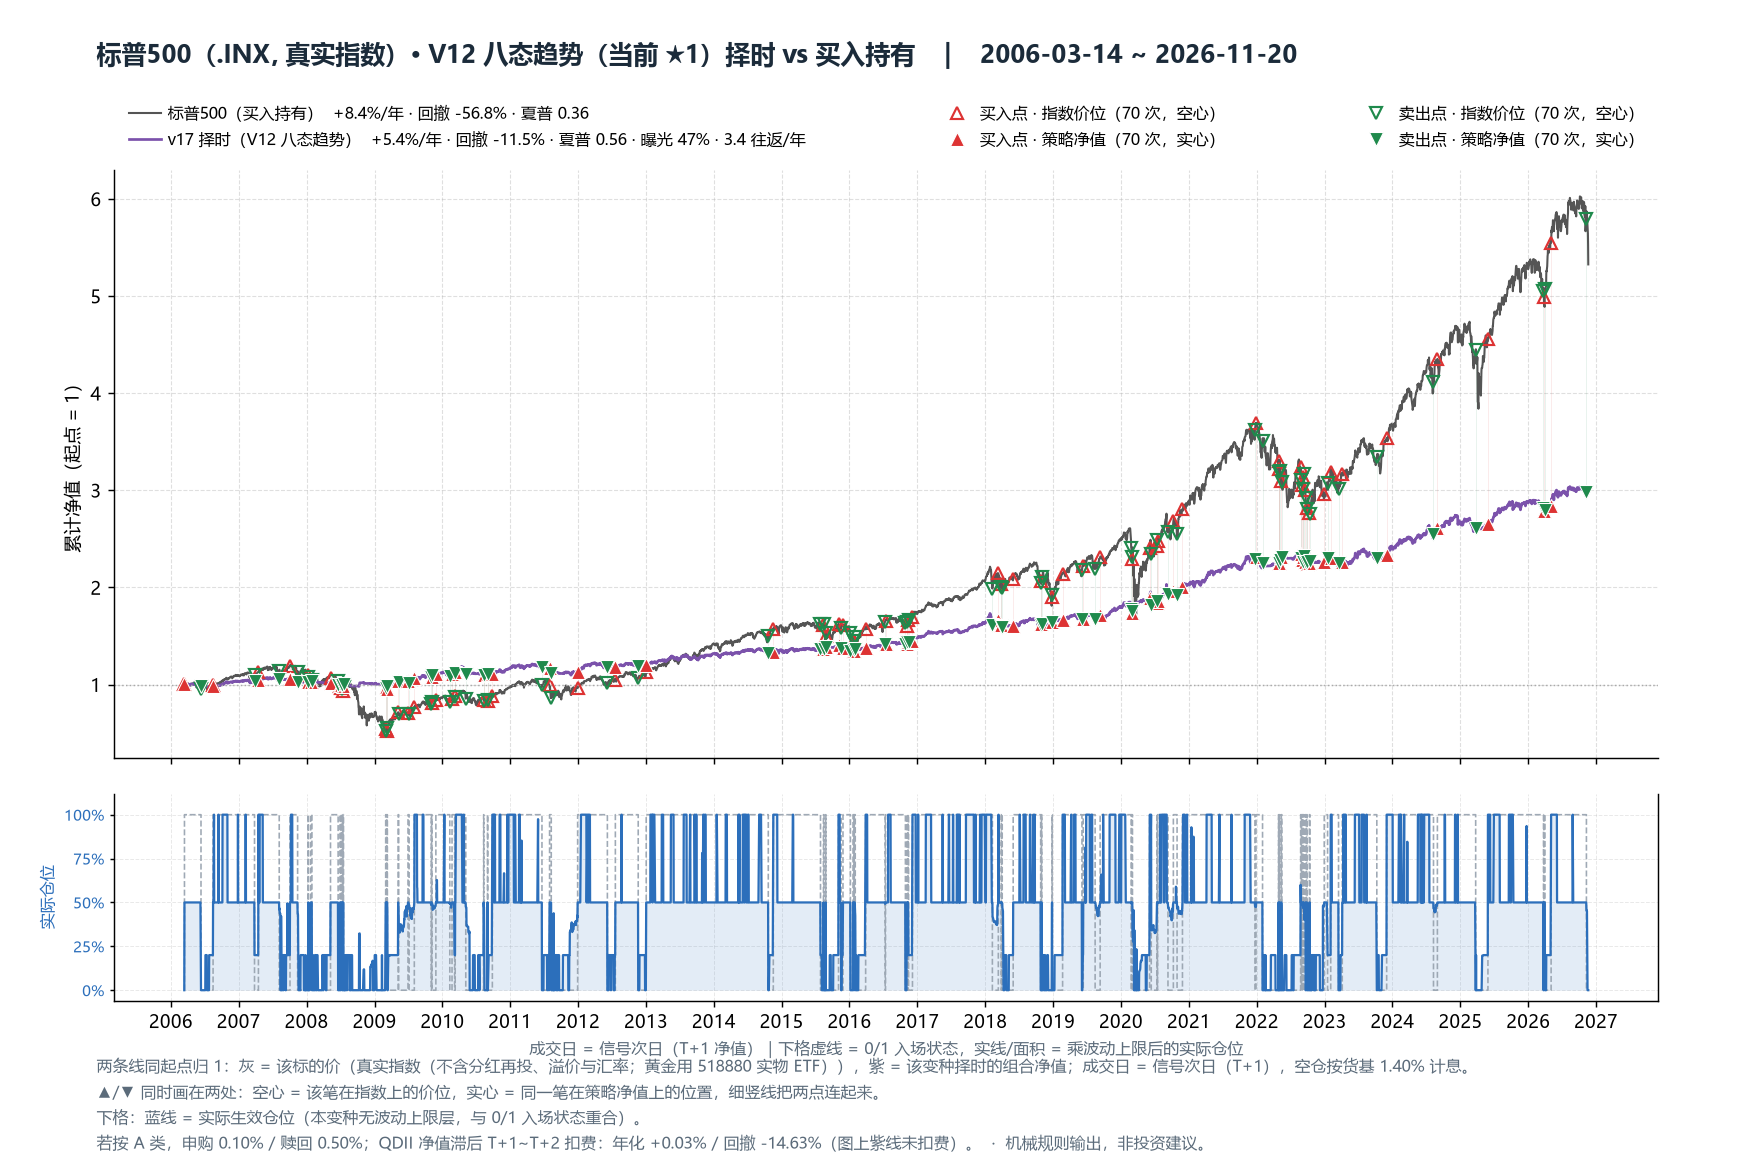 标普500（.INX, 真实指数）• V12 八态趋势（当前 ★1）择时 vs 买入持有 | 2006-03-14 ~ 2026-11-20
标普500（买入持有） +8.4%/年 · 回撤 -56.8% · 夏普 0.36
v17 择时（V12 八态趋势） +5.4%/年 · 回撤 -11.5% · 夏普 0.56 · 曝光 47% · 3.4 往返/年
买入点 · 指数价位（70 次，空心）
买入点 · 策略净值（70 次，实心）
卖出点 · 指数价位（70 次，空心）
卖出点 · 策略净值（70 次，实心）
累计净值（起点 = 1）
6
5
4
3
2
1
实际仓位
100%
75%
50%
25%
0%
2006 2007 2008 2009 2010 2011 2012 2013 2014 2015 2016 2017 2018 2019 2020 2021 2022 2023 2024 2025 2026 2027
成交日 = 信号次日（T+1 净值）｜下格虚线 = 0/1 入场状态，实线/面积 = 乘波动上限后的实际仓位
两条线同起点归 1：灰 = 该标的价（真实指数（不含分红再投、溢价与汇率；黄金用 518880 实物 ETF）），紫 = 该变种择时的组合净值；成交日 = 信号次日（T+1），空仓按货基 1.40% 计息。
▲/▼ 同时画在两处：空心 = 该笔在指数上的价位，实心 = 同一笔在策略净值上的位置，细竖线把两点连起来。
下格：蓝线 = 实际生效仓位（本变种无波动上限层，与 0/1 入场状态重合）。
若按 A 类，申购 0.10% / 赎回 0.50%；QDII 净值滞后 T+1~T+2 扣费：年化 +0.03% / 回撤 -14.63%（图上紫线未扣费）。 · 机械规则输出，非投资建议。